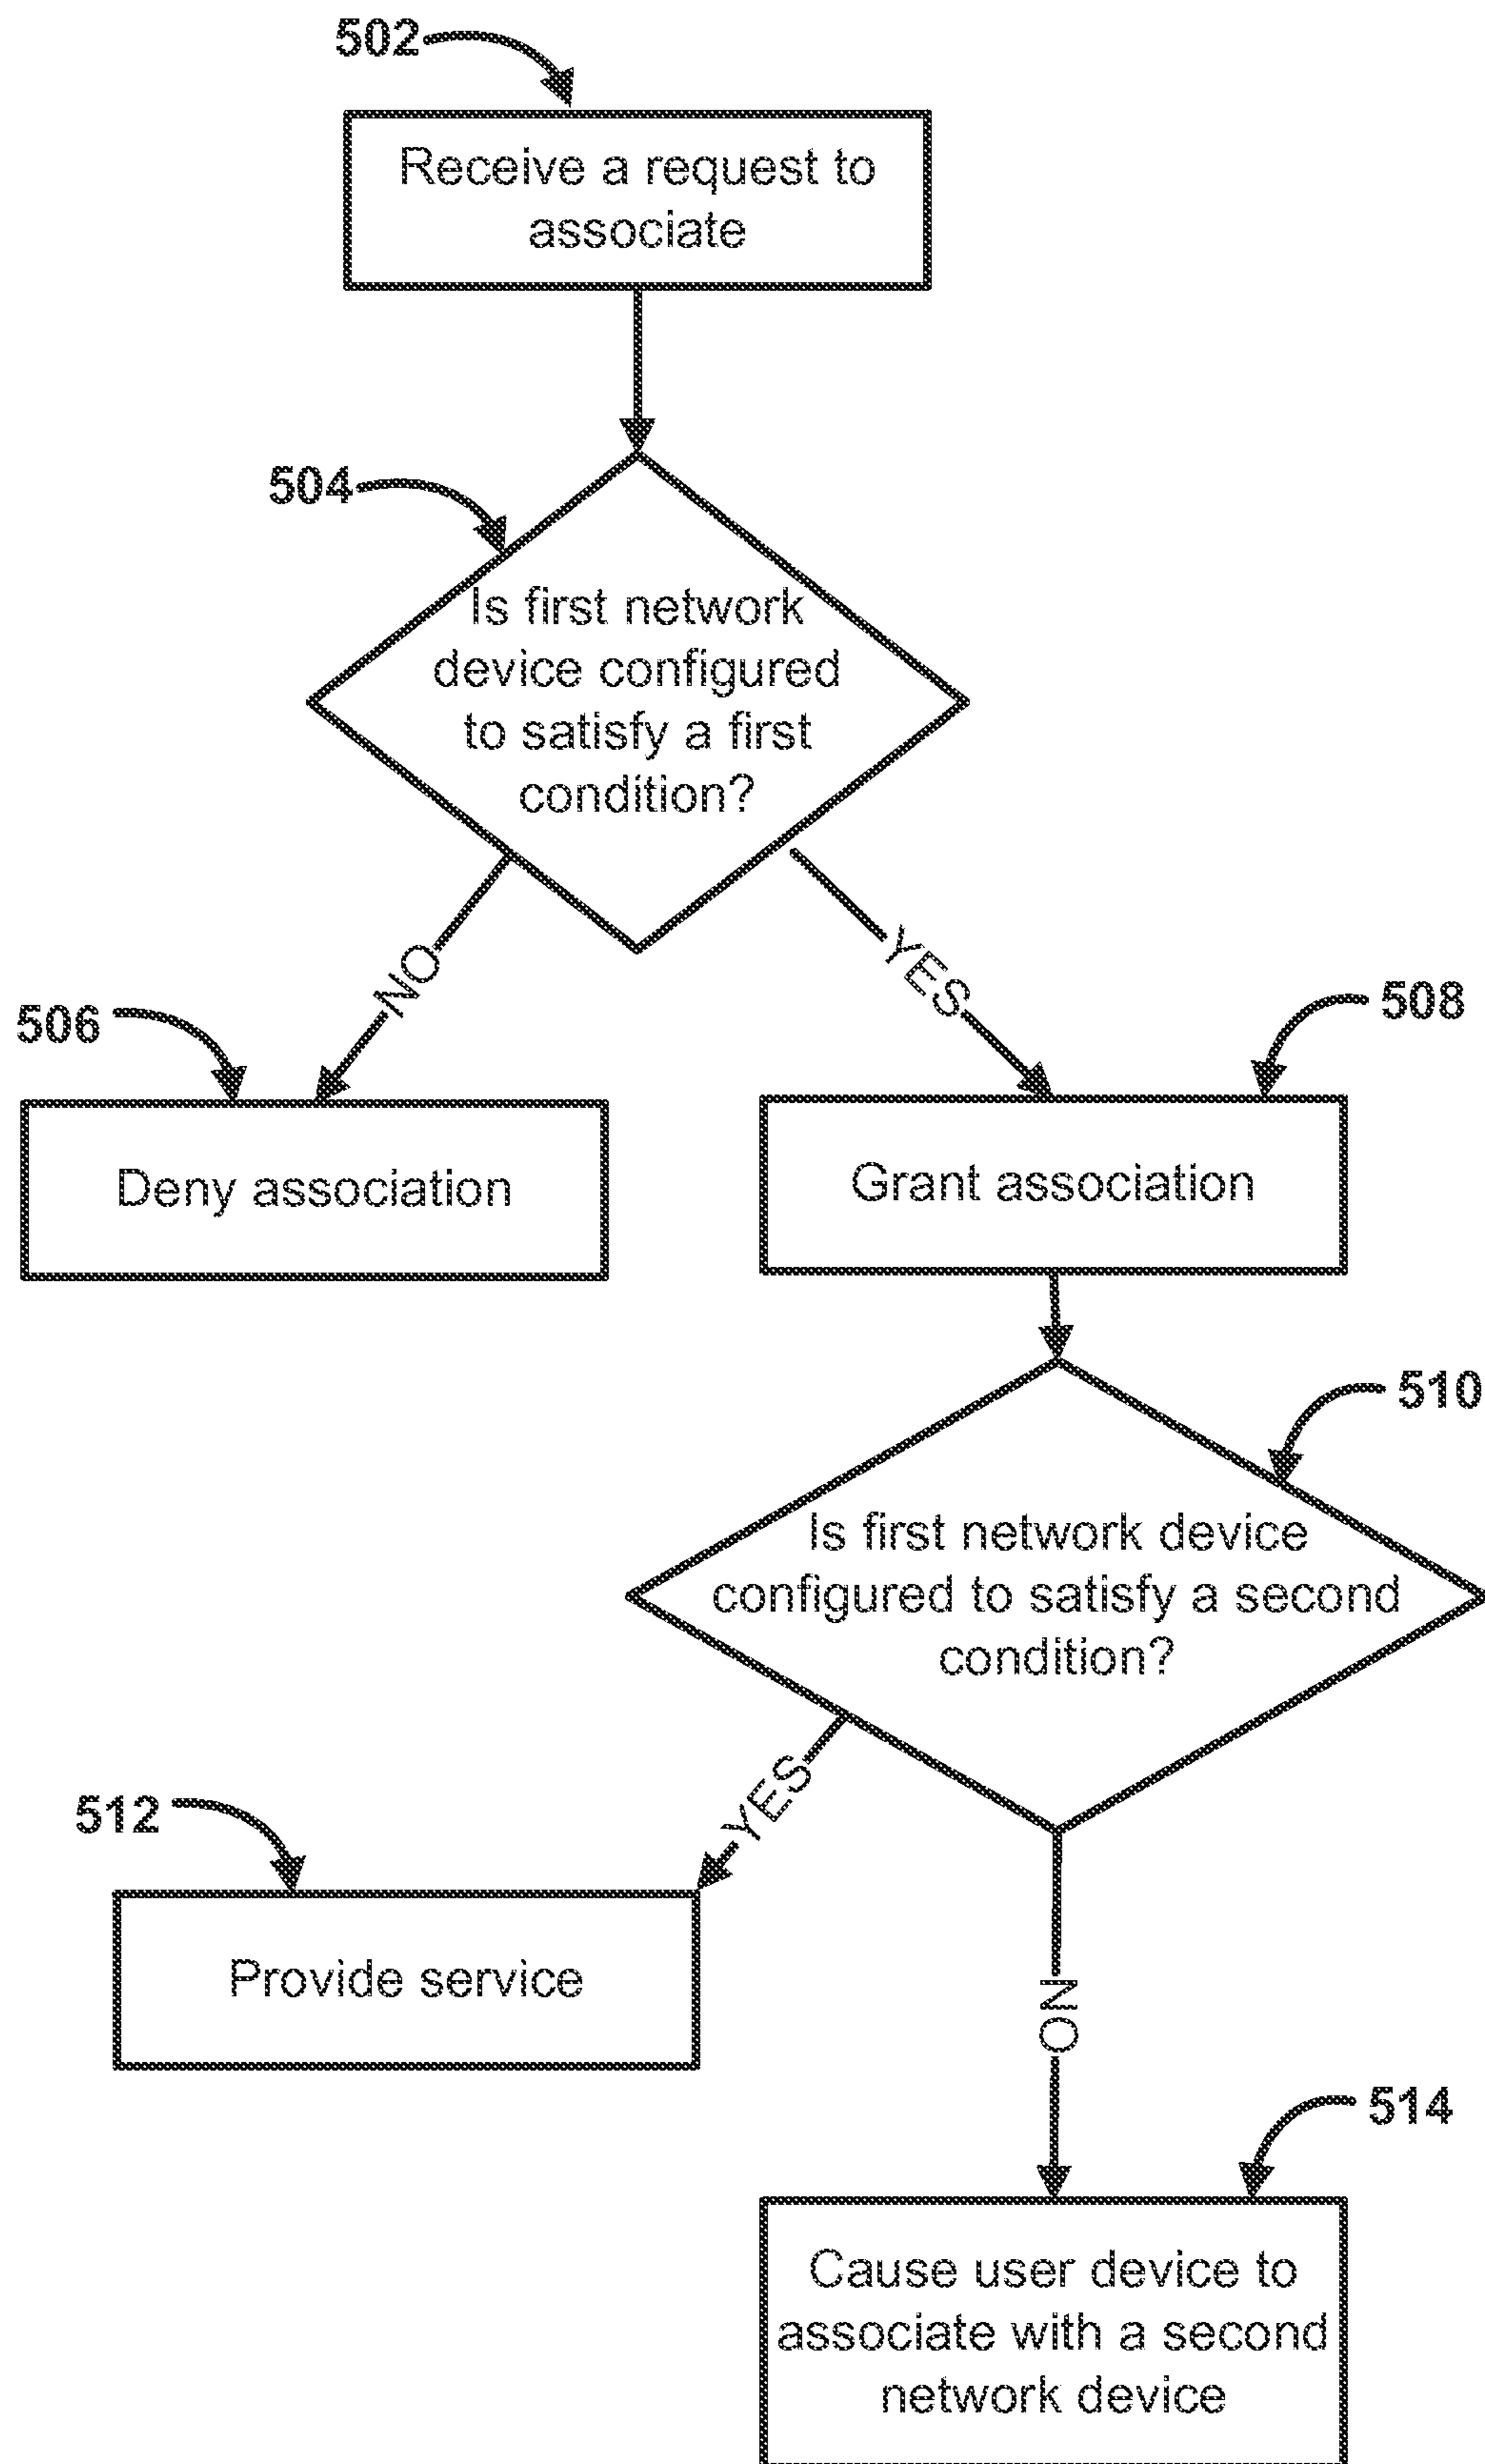 502
Receive a request to
associate
504
Is first network
device configured
to satisfy a first
condition?
NO
YES
506
508
Deny association
Grant association
510
Is first network device
configured to satisfy a second
condition?
YES
512
Provide service
NO
514
Cause user device to
associate with a second
network device